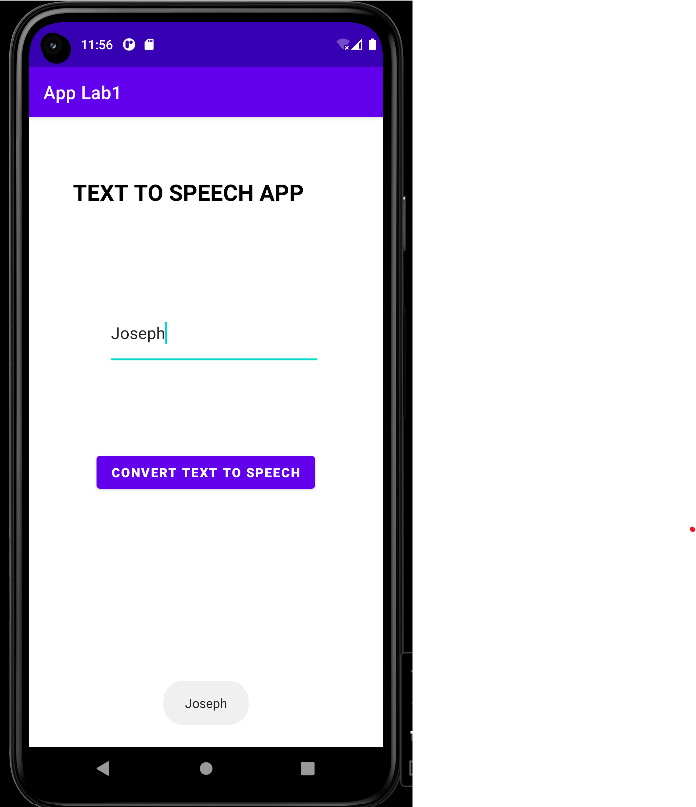 11:56
App Lab1
TEXT TO SPEECH APP
Joseph
CONVERT TEXT TO SPEECH
Joseph